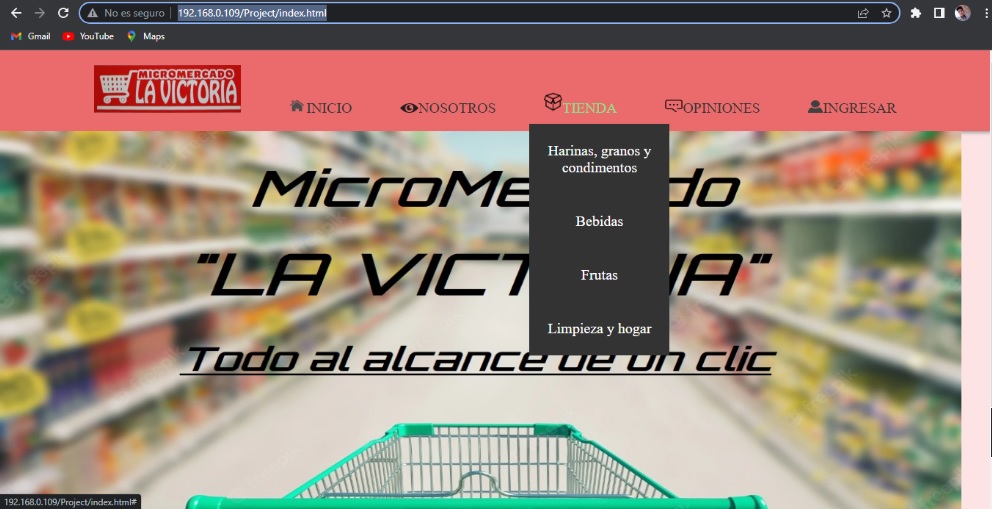 No es seguro
192.168.0.109/Project/index.html
Gmail
YouTube
Maps
MICROMERCADO
LA VICTORIA
INICIO
NOSOTROS
TIENDA
OPINIONES
INGRESAR
Harinas, granos y
condimentos
Bebidas
Frutas
Limpieza y hogar
MicroMe do
"LA VICT IA"
Todo al alcance de un clic
192.168.0.109/Project/index.html#